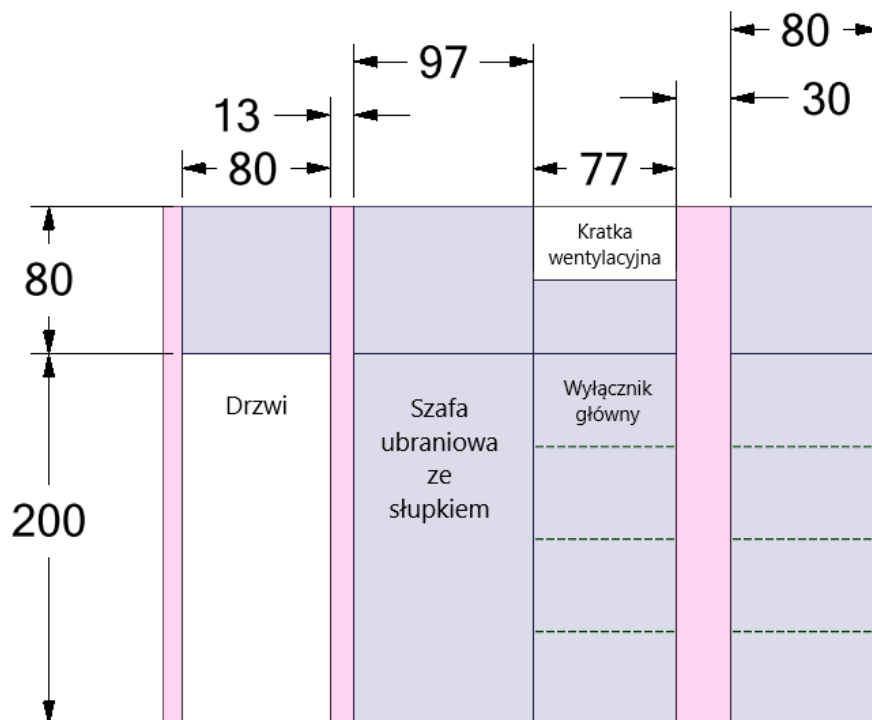 80
97
30
13
80
77
Kratka
wentylacyjna
80
Drzwi
Szafa
ubraniowa
ze
słupkiem
Wyłącznik
główny
200